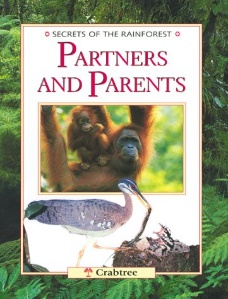 SECRETS OF THE RAINFOREST
PARTNERS
AND PARENTS
Crabtree